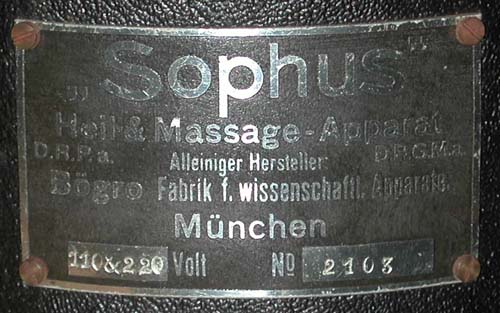 „Sophus“
Heil- & Massage-Apparat
D.R.P.a. Alleiniger Hersteller: D.R.G.M.a.
Bögro Fabrik f. wissenschaftl. Apparate.
München
110&220 Volt No 2103